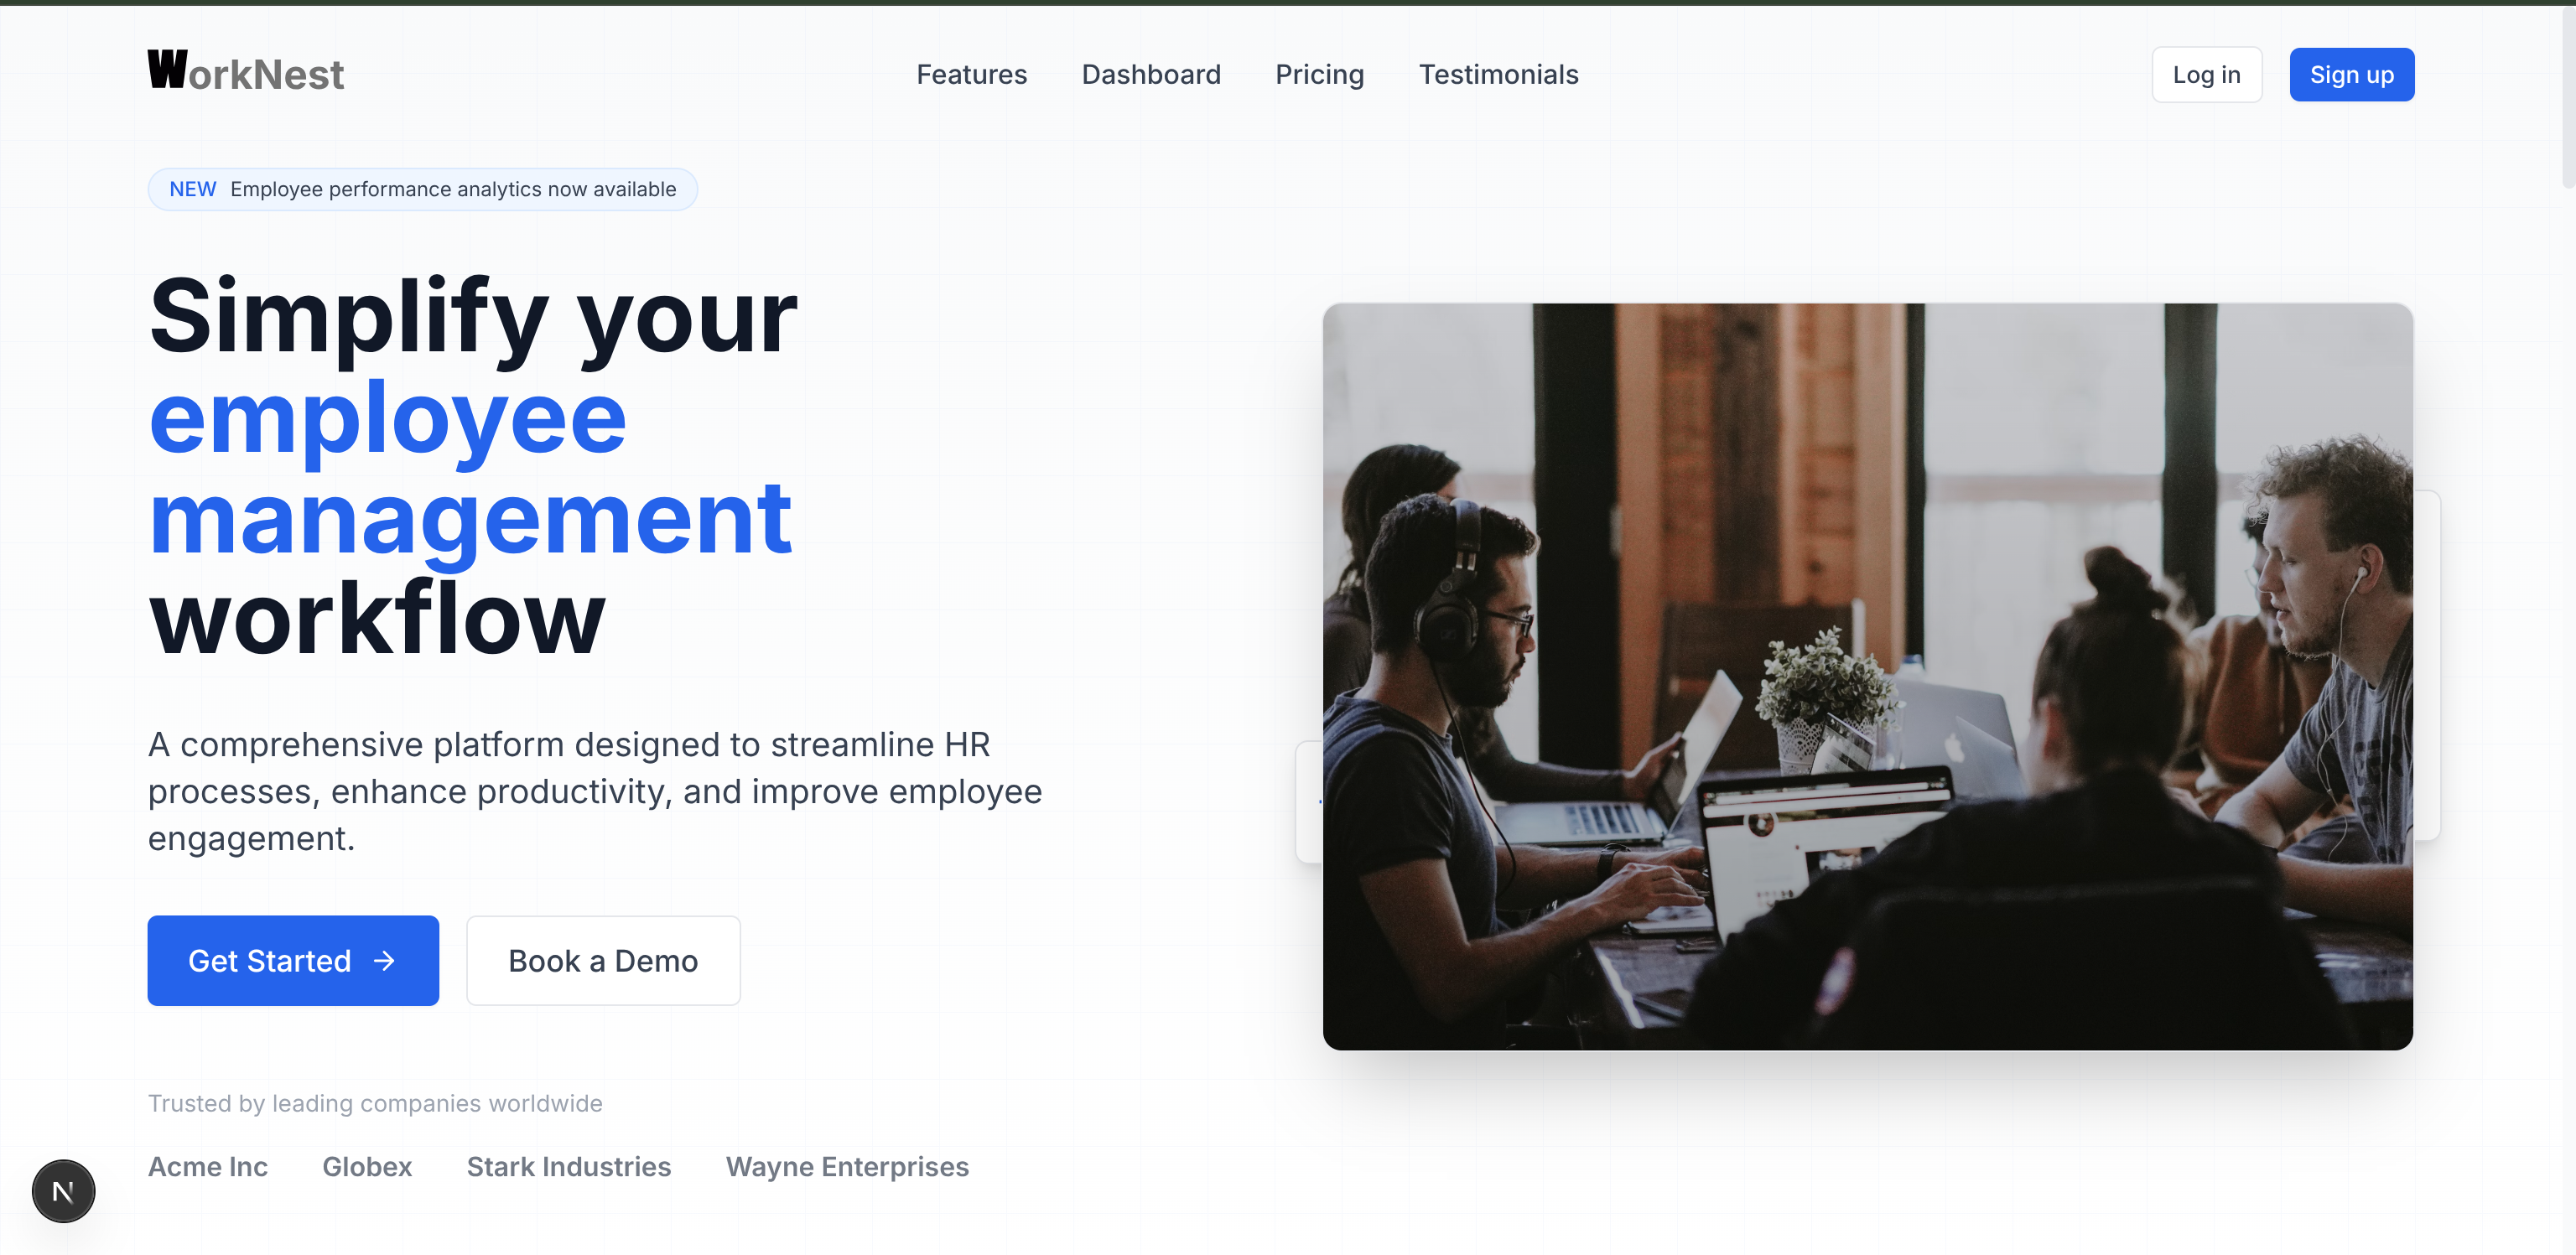 WorkNest
Features Dashboard Pricing Testimonials
Log in Sign up
NEW Employee performance analytics now available
Simplify your
employee
management
workflow
A comprehensive platform designed to streamline HR
processes, enhance productivity, and improve employee
engagement.
Get Started →
Book a Demo
Trusted by leading companies worldwide
Acme Inc Globex Stark Industries Wayne Enterprises
N